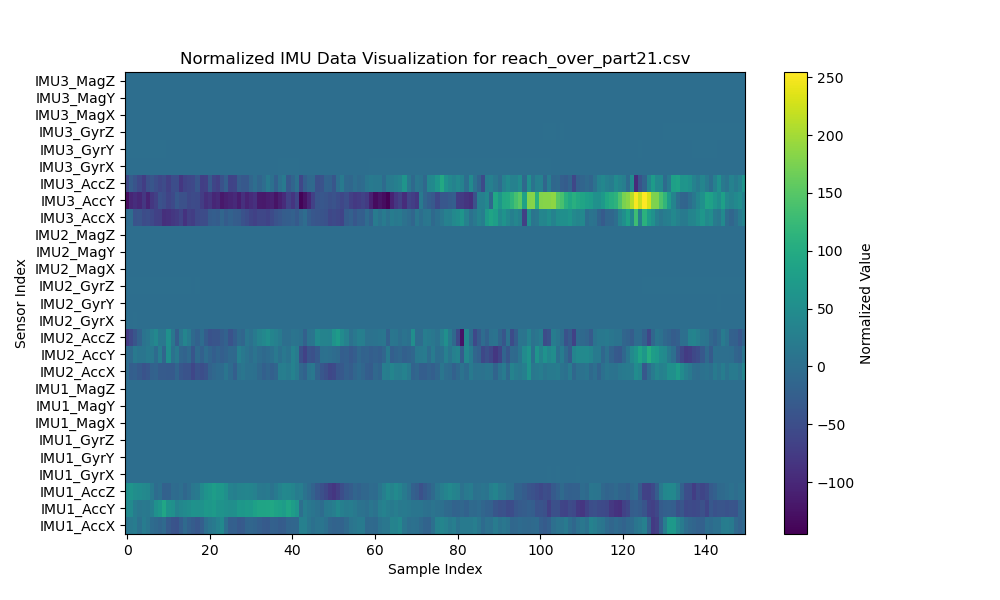 Normalized IMU Data Visualization for reach_over_part21.csv
IMU3_MagZ
IMU3_MagY
IMU3_MagX
IMU3_GyrZ
IMU3_GyrY
IMU3_GyrX
IMU3_AccZ
IMU3_AccY
IMU3_AccX
IMU2_MagZ
IMU2_MagY
IMU2_MagX
IMU2_GyrZ
IMU2_GyrY
IMU2_GyrX
IMU2_AccZ
IMU2_AccY
IMU2_AccX
IMU1_MagZ
IMU1_MagY
IMU1_MagX
IMU1_GyrZ
IMU1_GyrY
IMU1_GyrX
IMU1_AccZ
IMU1_AccY
IMU1_AccX
Sensor Index
0 20 40 60 80 100 120 140
Sample Index
250
200
150
100
50
0
−50
−100
Normalized Value